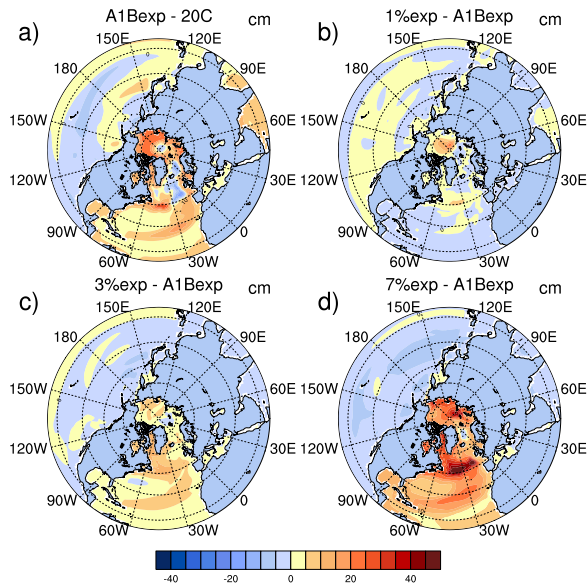 A1Bexp - 20C cm
a)
150E 120E
180 90E
150W 60E
120W 30E
90W 0
60W 30W
1%exp - A1Bexp cm
b)
150E 120E
180 90E
150W 60E
120W 30E
90W 0
60W 30W
3%exp - A1Bexp cm
c)
150E 120E
180 90E
150W 60E
120W 30E
90W 0
60W 30W
7%exp - A1Bexp cm
d)
150E 120E
180 90E
150W 60E
120W 30E
90W 0
60W 30W
-40 -20 0 20 40